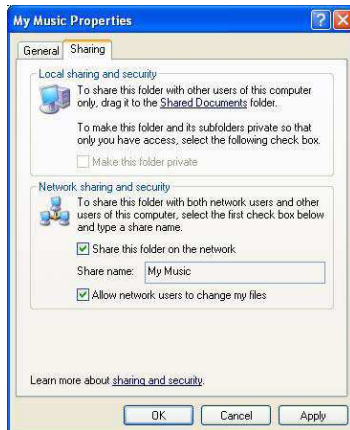 My Music Properties
General Sharing
Local sharing and security
To share this folder with other users of this computer
only, drag it to the Shared Documents folder.
To make this folder and its subfolders private so that
only you have access, select the following check box.
Make this folder private
Network sharing and security
To share this folder with both network users and other
users of this computer, select the first check box below
and type a share name.
Share this folder on the network
Share name: My Music
Allow network users to change my files
Learn more about sharing and security.
OK Cancel Apply